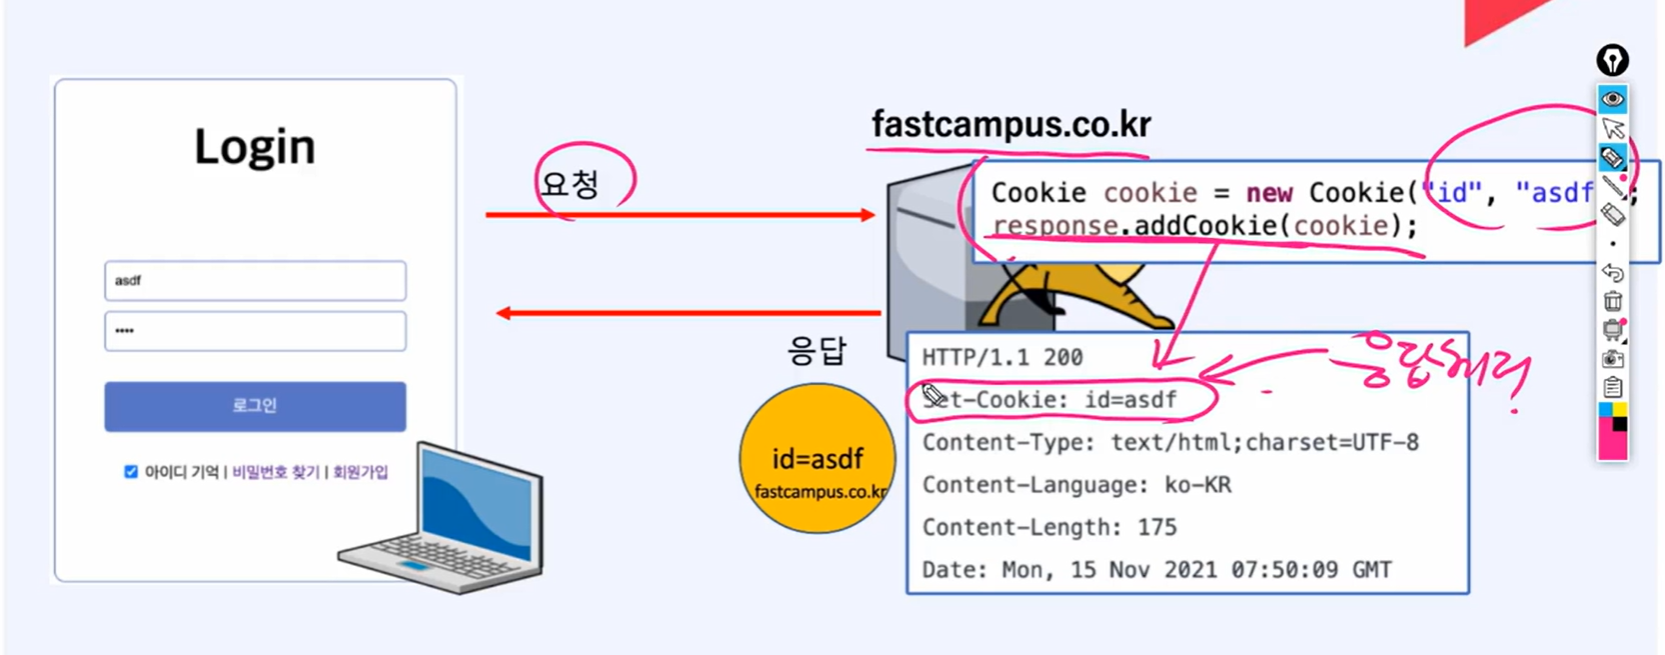 Login
asdf
••••
로그인
아이디 기억 | 비밀번호 찾기 | 회원가입
요청
응답
id=asdf
fastcampus.co.kr
fastcampus.co.kr
Cookie cookie = new Cookie("id", "asdf ;
response.addCookie(cookie);
HTTP/1.1 200
Set-Cookie: id=asdf
응답헤더
Content-Type: text/html;charset=UTF-8
Content-Language: ko-KR
Content-Length: 175
Date: Mon, 15 Nov 2021 07:50:09 GMT